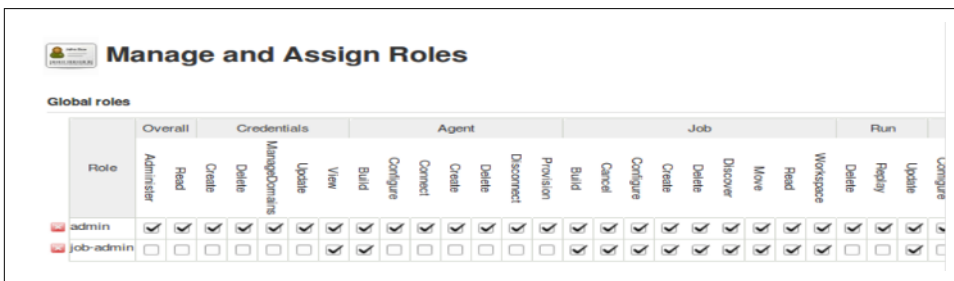 Manage and Assign Roles
Global roles
Role
Overall Credentials Agent Job Run
Administer Read Create Delete ManageDomains Update View Build Configure Connect Create Delete Disconnect Provision Build Cancel Configure Create Delete Discover Move Read Workspace Delete Replay Update Configure
admin
job-admin